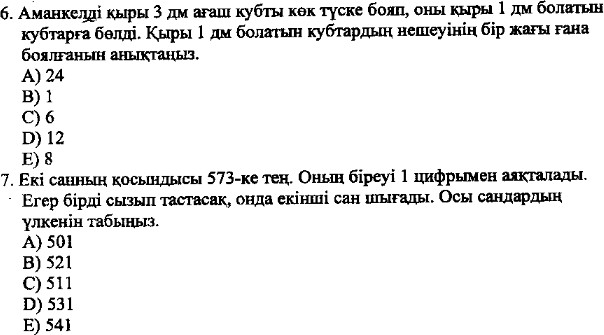 6. Аманкелді қыры 3 дм ағаш кубты көк түске бояп, оны қыры 1 дм болатын
кубтарға бөлді. Қыры 1 дм болатын кубтардың нешеуінің бір жағы ғана
боялғанын анықтаңыз.
A) 24
B) 1
C) 6
D) 12
E) 8
7. Екі санның қосындысы 573-ке тең. Оның біреуі 1 цифрымен аяқталады.
Егер бірді сызып тастасақ, онда екінші сан шығады. Осы сандардың
үлкенін табыңыз.
A) 501
B) 521
C) 511
D) 531
E) 541